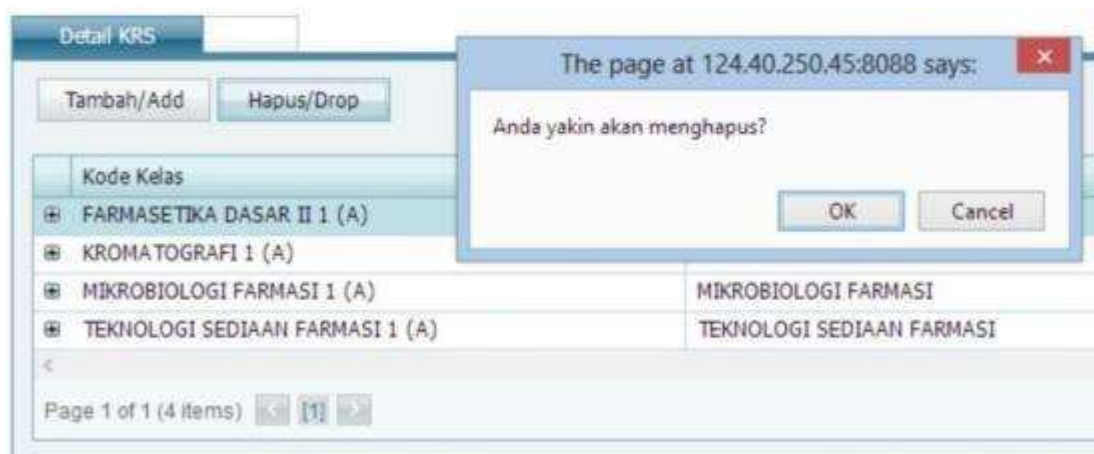 Detail KRS
The page at 124.40.250.45:8088 says:
Tambah/Add Hapus/Drop
Anda yakin akan menghapus?
OK Cancel
Kode Kelas
FARMASETIKA DASAR II 1 (A)
KROMATOGRAFI 1 (A)
MIKROBIOLOGI FARMASI 1 (A) MIKROBIOLOGI FARMASI
TEKNOLOGI SEDIAAN FARMASI 1 (A) TEKNOLOGI SEDIAAN FARMASI
Page 1 of 1 (4 items) [1]